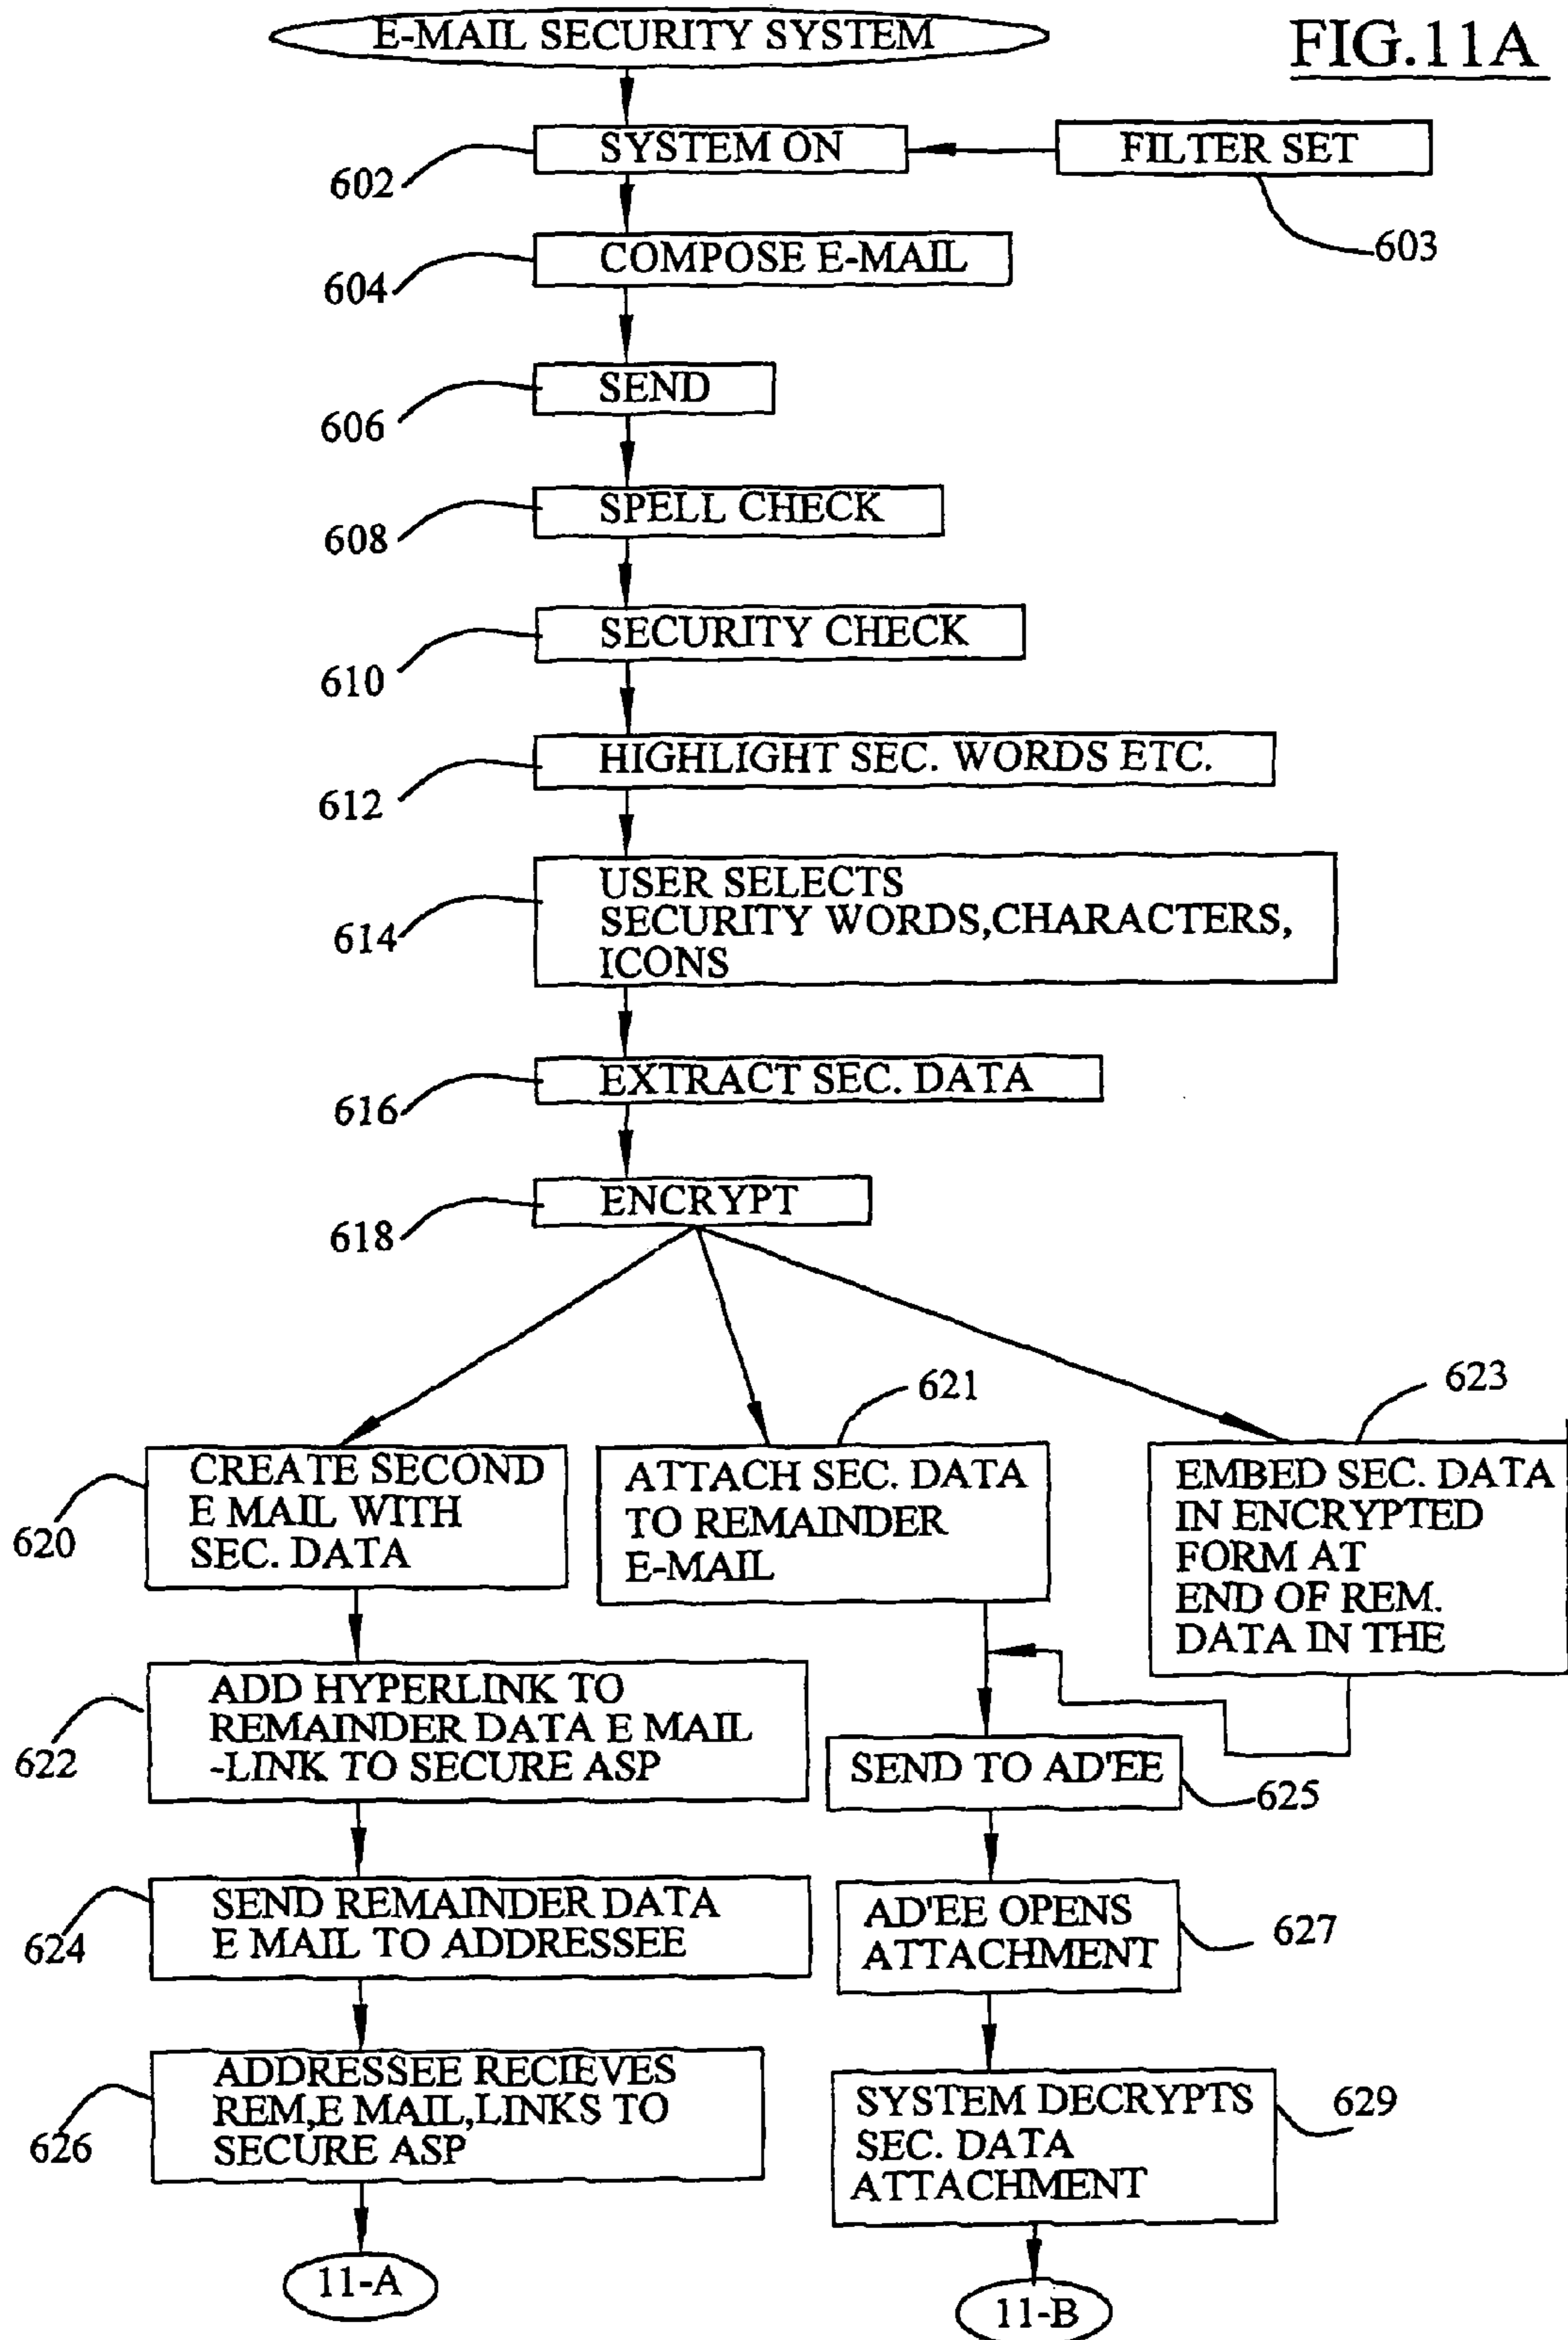 E-MAIL SECURITY SYSTEM
FIG.11A
SYSTEM ON
FILTER SET
602
603
COMPOSE E-MAIL
604
SEND
606
SPELL CHECK
608
SECURITY CHECK
610
HIGHLIGHT SEC. WORDS ETC.
612
USER SELECTS
SECURITY WORDS,CHARACTERS,
ICONS
614
EXTRACT SEC. DATA
616
ENCRYPT
618
621
623
CREATE SECOND
E MAIL WITH
SEC. DATA
620
ATTACH SEC. DATA
TO REMAINDER
E-MAIL
EMBED SEC. DATA
IN ENCRYPTED
FORM AT
END OF REM.
DATA IN THE
ADD HYPERLINK TO
REMAINDER DATA E MAIL
-LINK TO SECURE ASP
622
SEND TO AD'EE
625
SEND REMAINDER DATA
E MAIL TO ADDRESSEE
624
AD'EE OPENS
ATTACHMENT
627
ADDRESSEE RECIEVES
REM,E MAIL,LINKS TO
SECURE ASP
626
SYSTEM DECRYPTS
SEC. DATA
ATTACHMENT
629
11-A
11-B